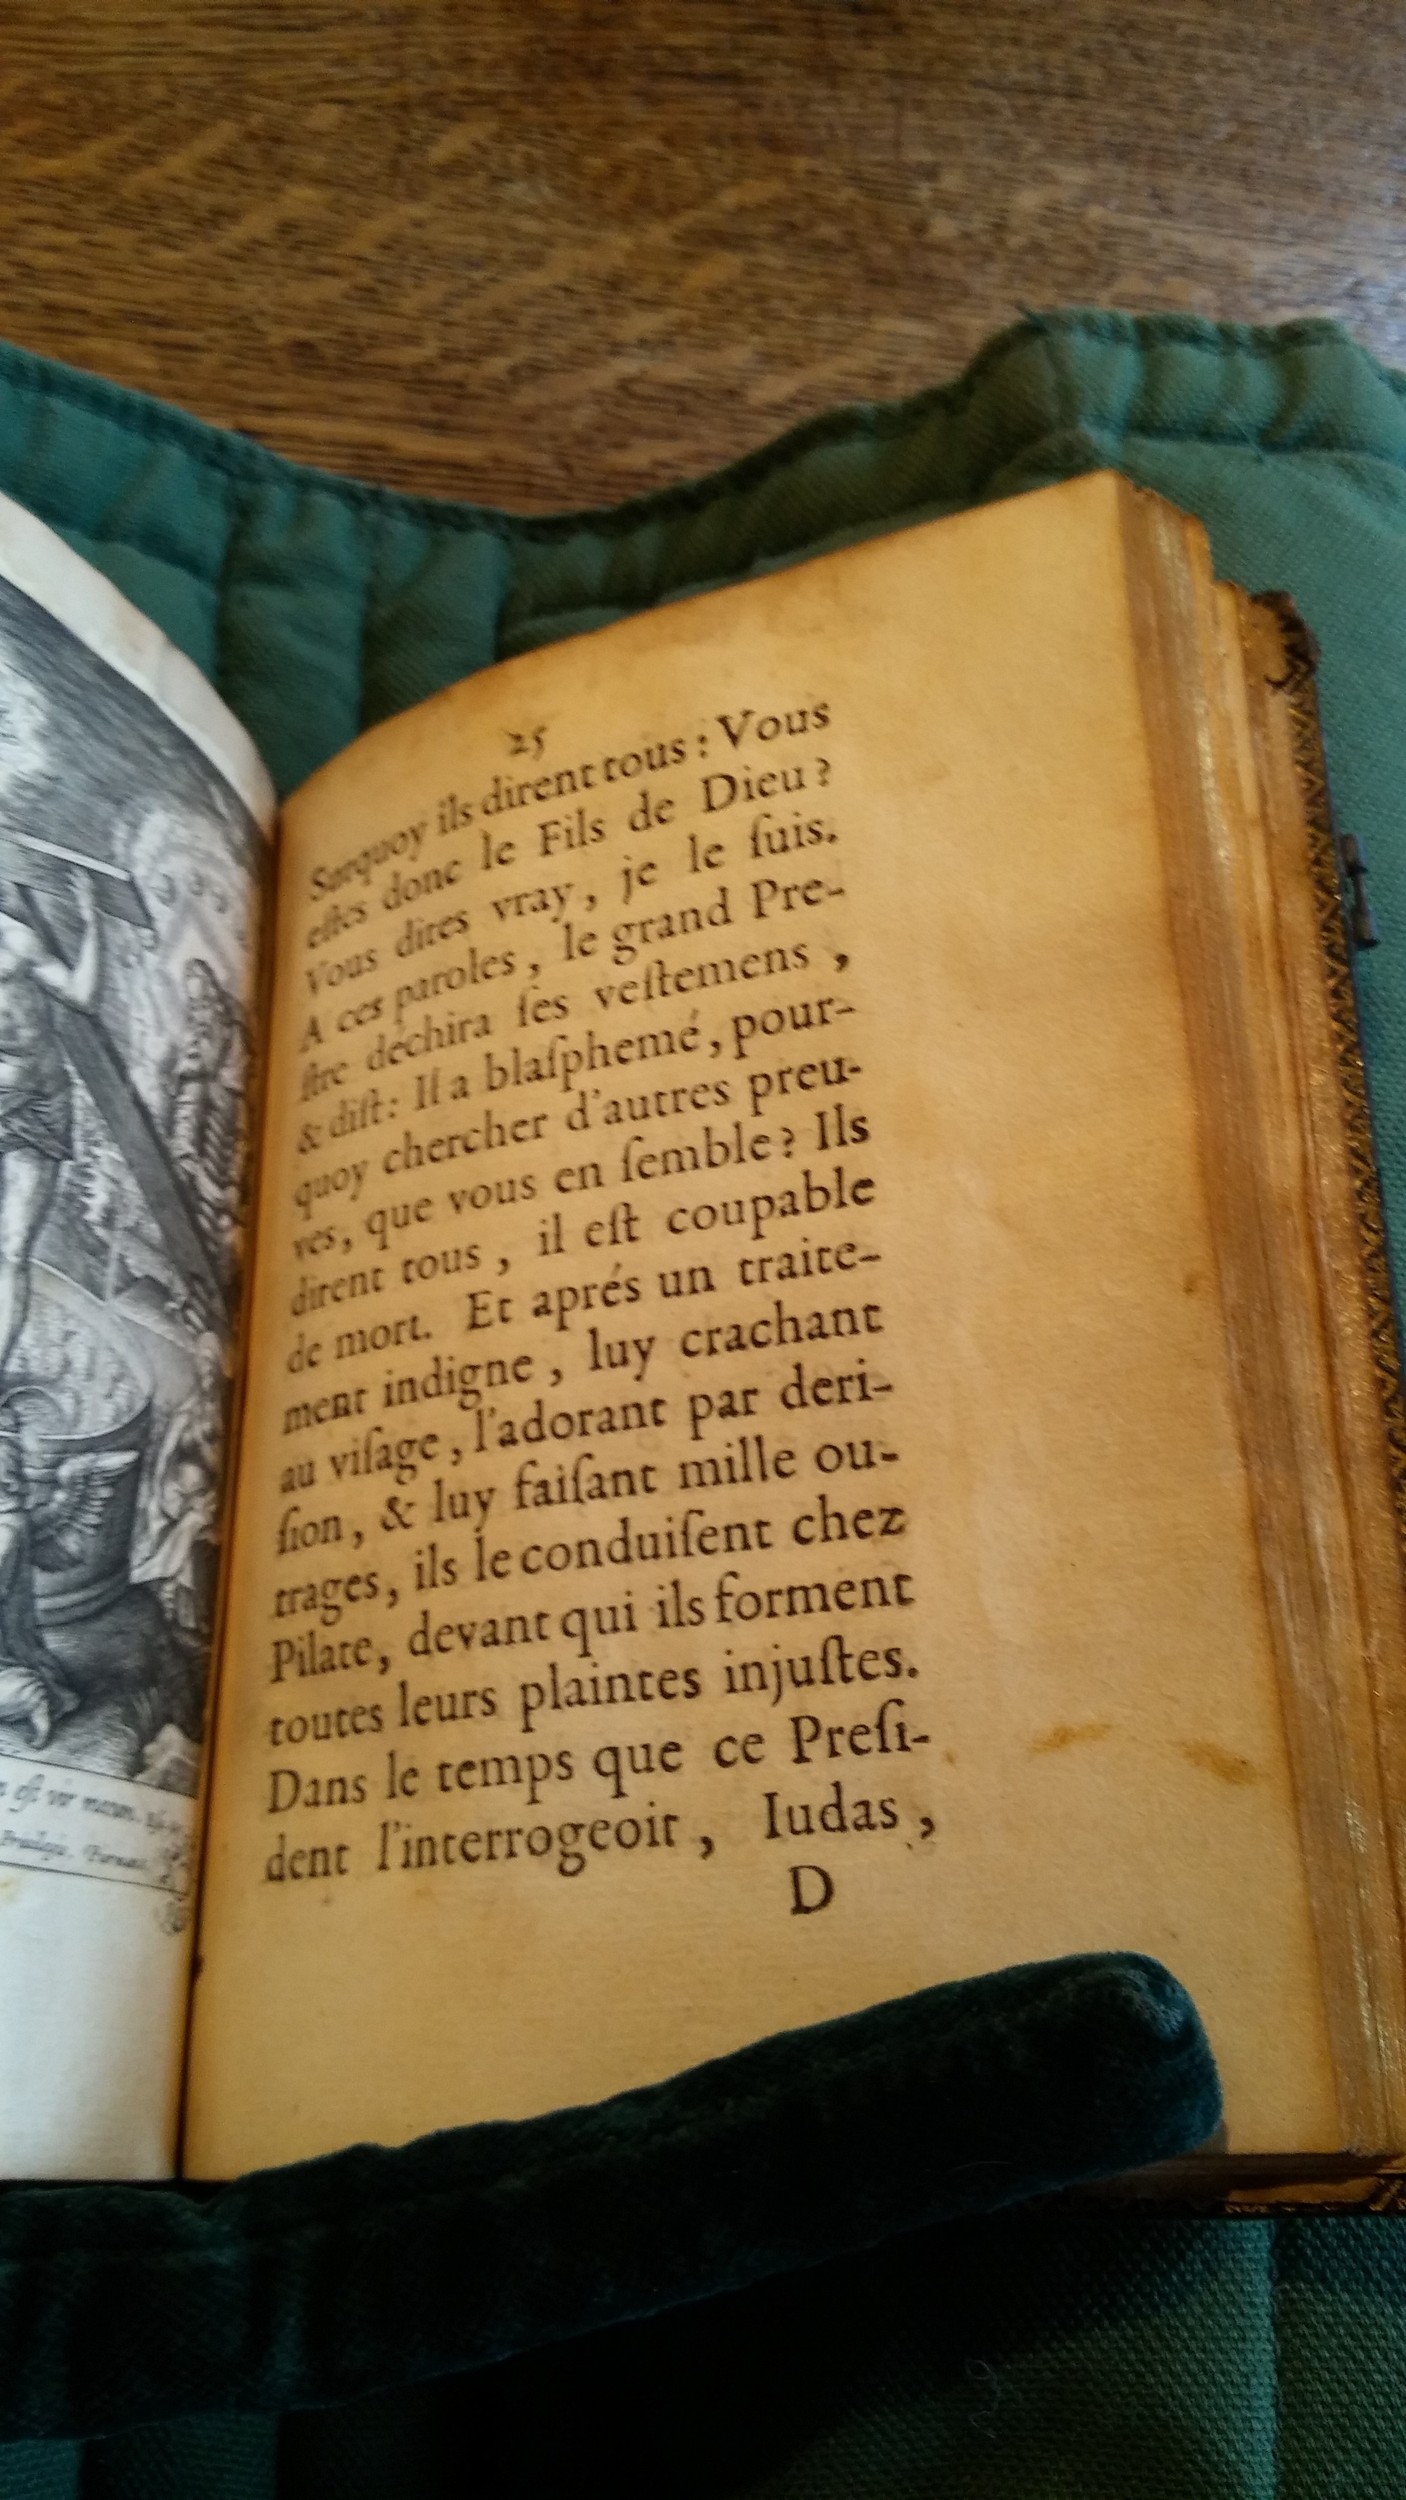 est vir meus.
25
Surquoy ils dirent tous : Vous
eſtes donc le Fils de Dieu ?
Vous dites vray, je le ſuis.
A ces paroles, le grand Pre-
ſtre déchira ſes veſtemens,
& diſt : Il a blaſphemé, pour-
quoy chercher d'autres preu-
ves, que vous en ſemble ? Ils
dirent tous, il eſt coupable
de mort. Et aprés un traite-
ment indigne, luy crachant
au viſage, l'adorant par deri-
ſion, & luy faiſant mille ou-
trages, ils le conduiſent chez
Pilate, devant qui ils forment
toutes leurs plaintes injuſtes.
Dans le temps que ce Preſi-
dent l'interrogeoit, Iudas,
D